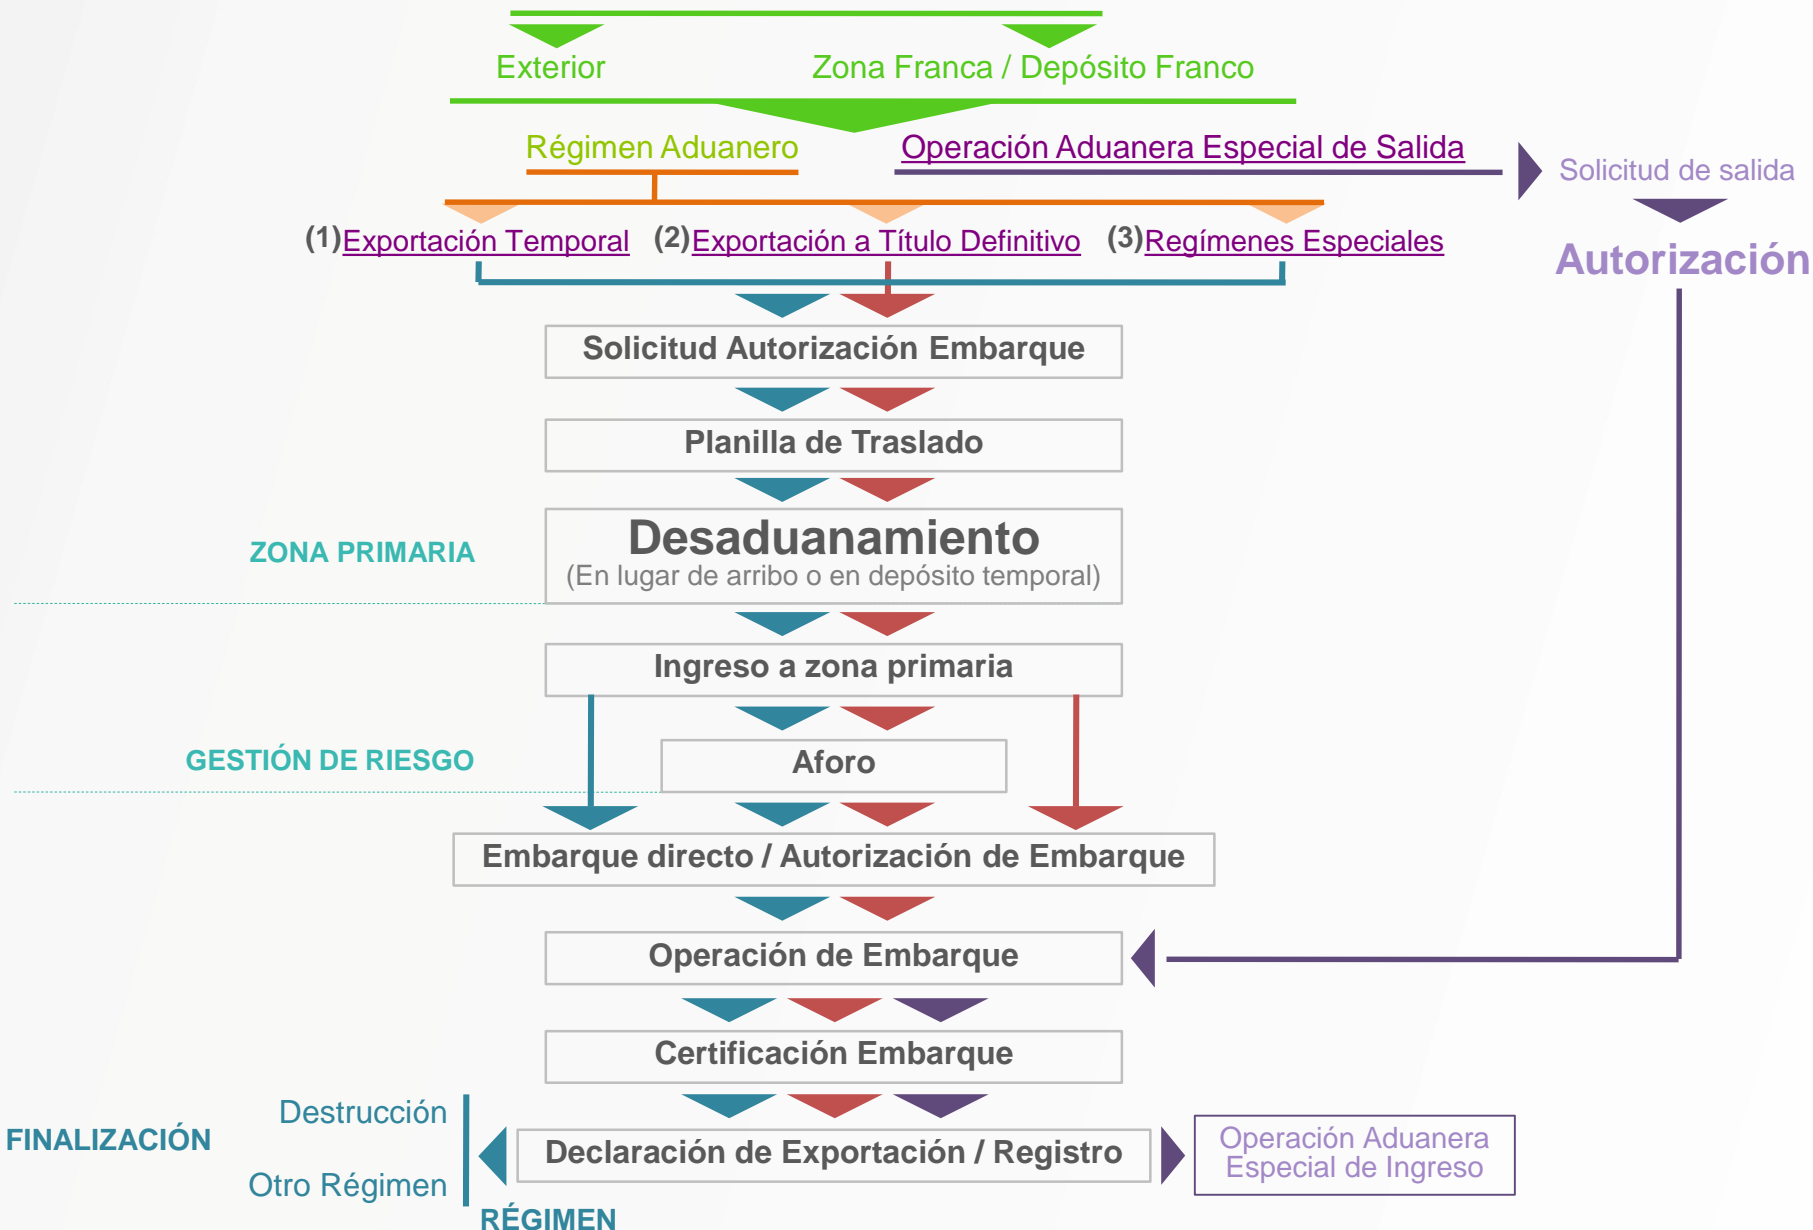 Exterior
Zona Franca / Depósito Franco
Régimen Aduanero
Operación Aduanera Especial de Salida
Solicitud de salida
(1)Exportación Temporal
(2)Exportación a Título Definitivo
(3)Regímenes Especiales
Autorización
Solicitud Autorización Embarque
Planilla de Traslado
ZONA PRIMARIA
Desaduanamiento
(En lugar de arribo o en depósito temporal)
Ingreso a zona primaria
GESTIÓN DE RIESGO
Aforo
Embarque directo / Autorización de Embarque
Operación de Embarque
Certificación Embarque
FINALIZACIÓN
Destrucción
Otro Régimen
Declaración de Exportación / Registro
Operación Aduanera
Especial de Ingreso
RÉGIMEN